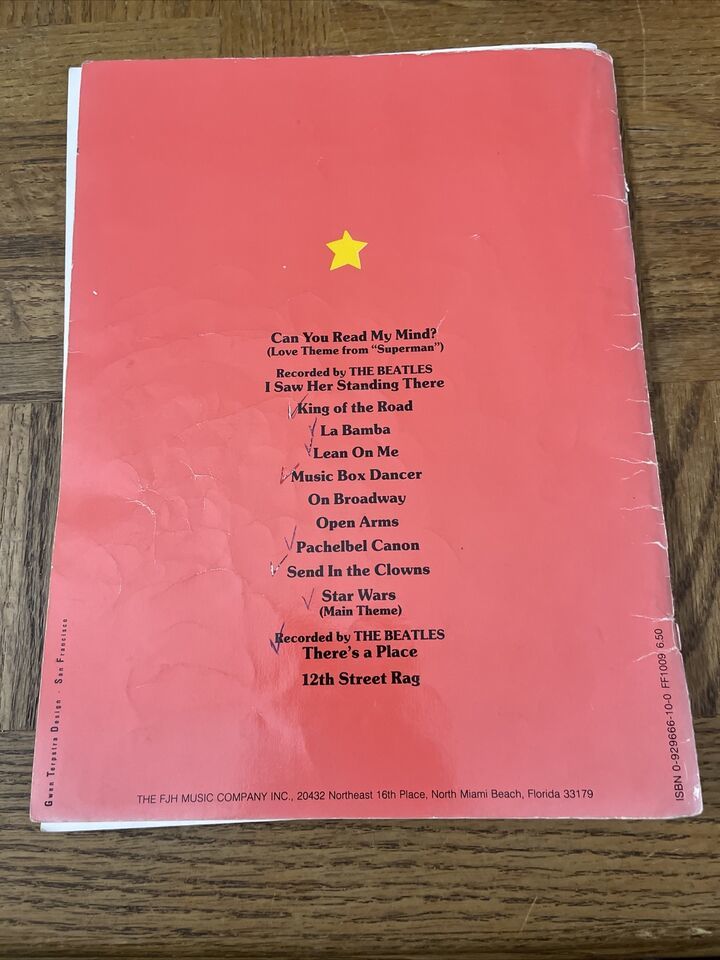 Can You Read My Mind?
(Love Theme from "Superman")
Recorded by THE BEATLES
I Saw Her Standing There
King of the Road
La Bamba
Lean On Me
Music Box Dancer
On Broadway
Open Arms
Pachelbel Canon
Send In the Clowns
Star Wars
(Main Theme)
Recorded by THE BEATLES
There's a Place
12th Street Rag
THE FJH MUSIC COMPANY INC., 20432 Northeast 16th Place, North Miami Beach, Florida 33179
Gwen Terpstra Design - San Francisco
ISBN 0-929666-10-0 FF1009 6.50